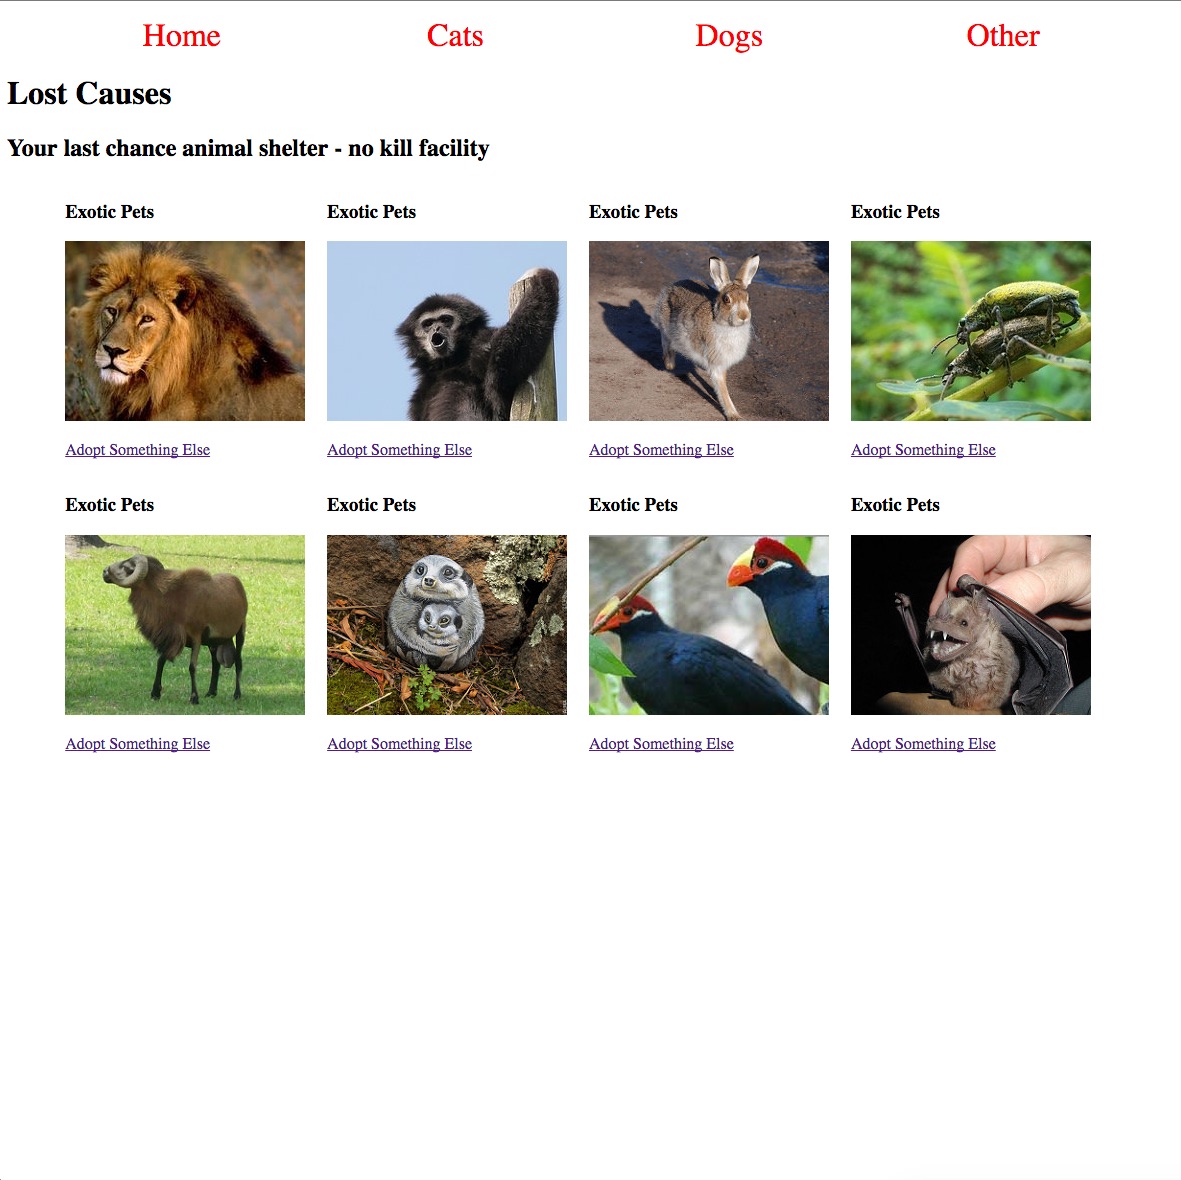 Home Cats Dogs Other
Lost Causes
Your last chance animal shelter - no kill facility
Exotic Pets Exotic Pets Exotic Pets Exotic Pets
Adopt Something Else Adopt Something Else Adopt Something Else Adopt Something Else
Exotic Pets Exotic Pets Exotic Pets Exotic Pets
Adopt Something Else Adopt Something Else Adopt Something Else Adopt Something Else